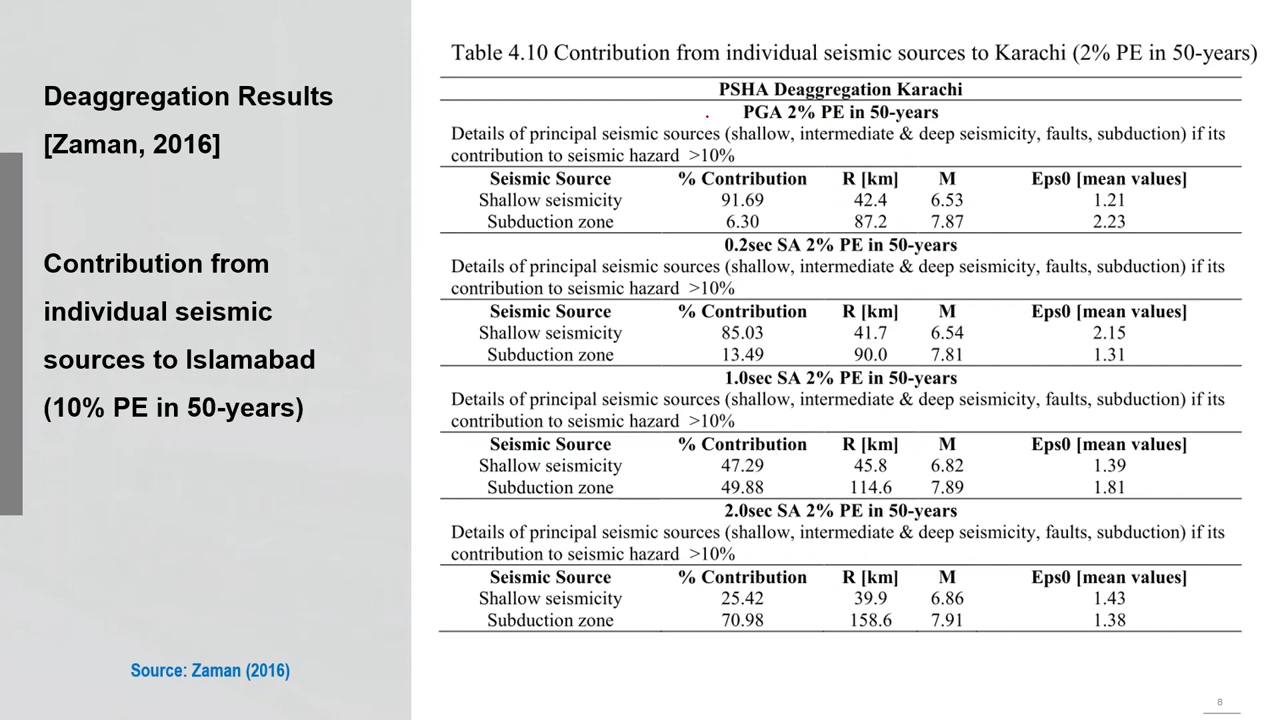 Deaggregation Results
[Zaman, 2016]
Contribution from
individual seismic
sources to Islamabad
(10% PE in 50-years)
Source: Zaman (2016)
Table 4.10 Contribution from individual seismic sources to Karachi (2% PE in 50-years)
PSHA Deaggregation Karachi
PGA 2% PE in 50-years
Details of principal seismic sources (shallow, intermediate & deep seismicity, faults, subduction) if its
contribution to seismic hazard >10%
Seismic Source % Contribution R [km] M Eps0 [mean values]
Shallow seismicity 91.69 42.4 6.53 1.21
Subduction zone 6.30 87.2 7.87 2.23
0.2sec SA 2% PE in 50-years
Details of principal seismic sources (shallow, intermediate & deep seismicity, faults, subduction) if its
contribution to seismic hazard >10%
Seismic Source % Contribution R [km] M Eps0 [mean values]
Shallow seismicity 85.03 41.7 6.54 2.15
Subduction zone 13.49 90.0 7.81 1.31
1.0sec SA 2% PE in 50-years
Details of principal seismic sources (shallow, intermediate & deep seismicity, faults, subduction) if its
contribution to seismic hazard >10%
Seismic Source % Contribution R [km] M Eps0 [mean values]
Shallow seismicity 47.29 45.8 6.82 1.39
Subduction zone 49.88 114.6 7.89 1.81
2.0sec SA 2% PE in 50-years
Details of principal seismic sources (shallow, intermediate & deep seismicity, faults, subduction) if its
contribution to seismic hazard >10%
Seismic Source % Contribution R [km] M Eps0 [mean values]
Shallow seismicity 25.42 39.9 6.86 1.43
Subduction zone 70.98 158.6 7.91 1.38
8